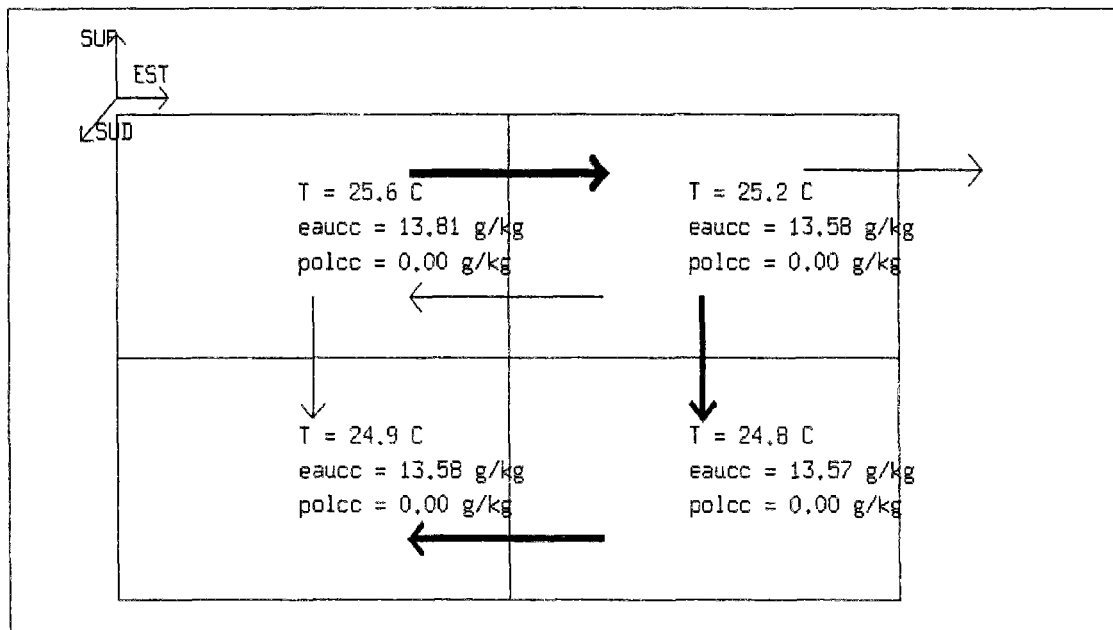 SUP
EST
SUD
T = 25.6 C
eaucc = 13.81 g/kg
polcc = 0.00 g/kg
T = 25.2 C
eaucc = 13.58 g/kg
polcc = 0.00 g/kg
T = 24.9 C
eaucc = 13.58 g/kg
polcc = 0.00 g/kg
T = 24.8 C
eaucc = 13.57 g/kg
polcc = 0.00 g/kg